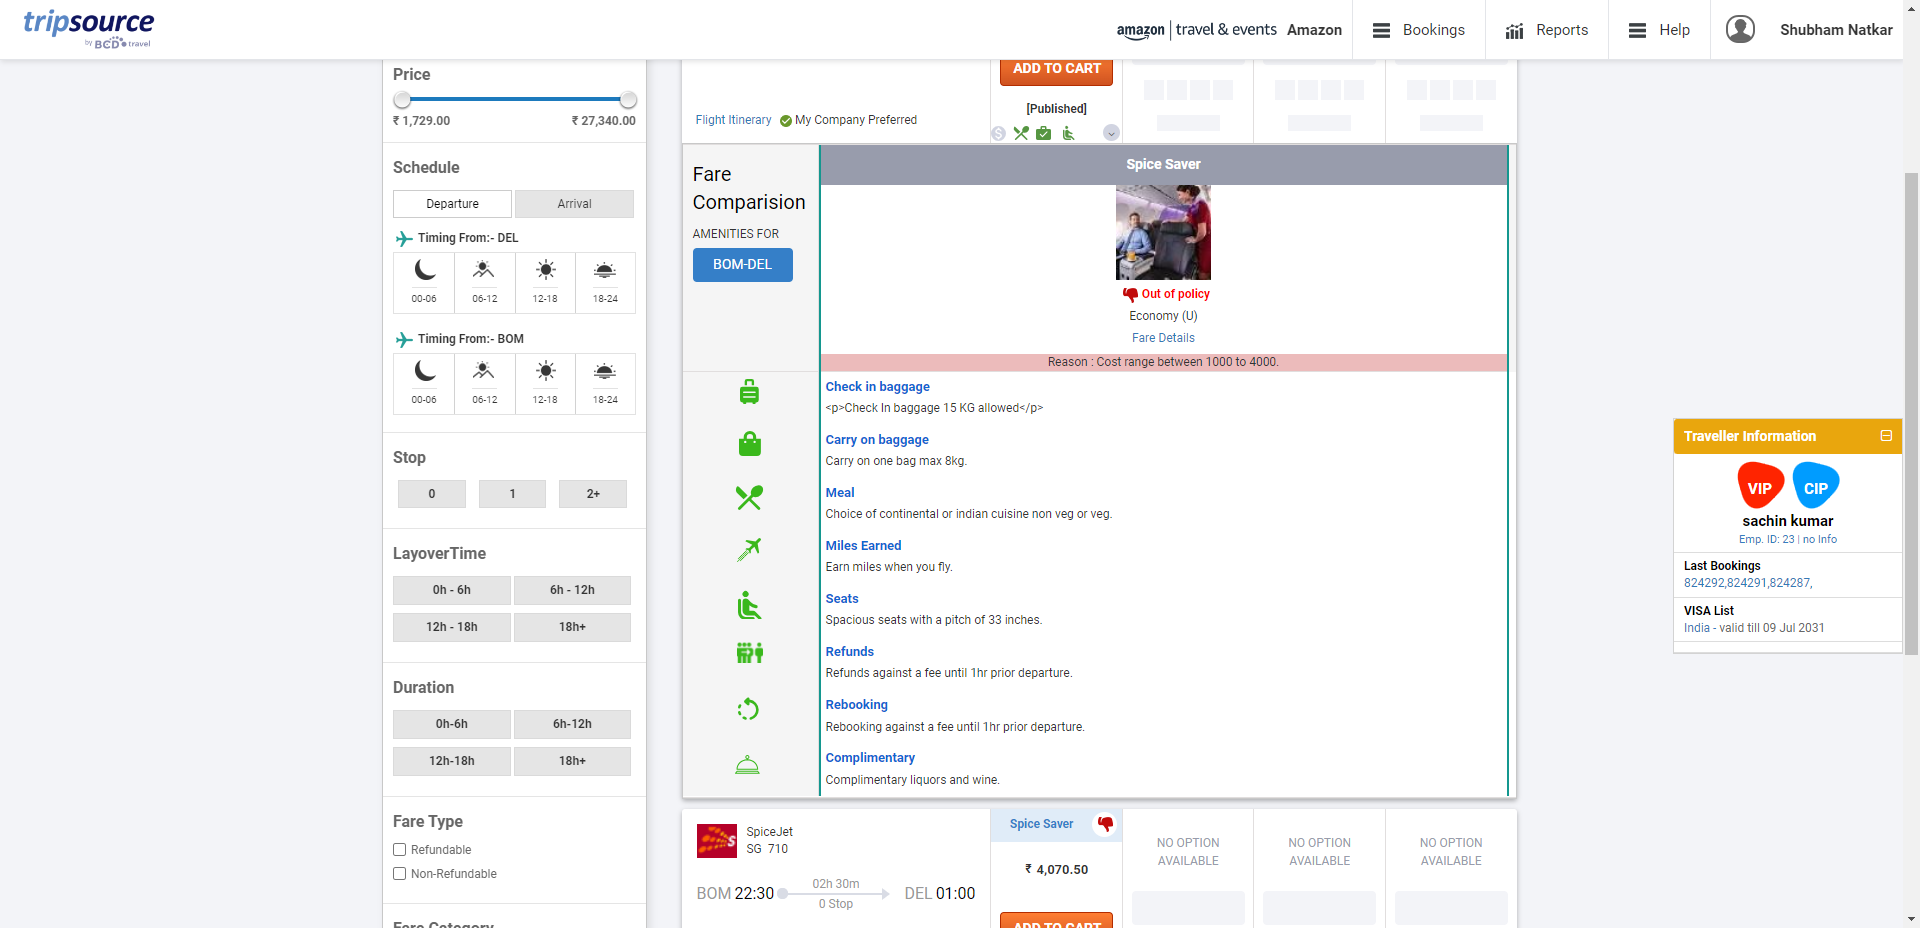 tripsource
by BCD travel
amazon | travel & events Amazon
Bookings
Reports
Help
Shubham Natkar
Price
₹ 1,729.00
₹ 27,340.00
Schedule
Departure
Arrival
Timing From:- DEL
00-06
06-12
12-18
18-24
Timing From:- BOM
00-06
06-12
12-18
18-24
Stop
0
1
2+
LayoverTime
0h - 6h
6h - 12h
12h - 18h
18h+
Duration
0h-6h
6h-12h
12h-18h
18h+
Fare Type
Refundable
Non-Refundable
Fare Category
ADD TO CART
[Published]
Flight Itinerary
My Company Preferred
Fare
Comparision
AMENITIES FOR
BOM-DEL
Spice Saver
Out of policy
Economy (U)
Fare Details
Reason : Cost range between 1000 to 4000.
Check in baggage
<p>Check In baggage 15 KG allowed</p>
Carry on baggage
Carry on one bag max 8kg.
Meal
Choice of continental or indian cuisine non veg or veg.
Miles Earned
Earn miles when you fly.
Seats
Spacious seats with a pitch of 33 inches.
Refunds
Refunds against a fee until 1hr prior departure.
Rebooking
Rebooking against a fee until 1hr prior departure.
Complimentary
Complimentary liquors and wine.
SpiceJet
SG 710
BOM 22:30
02h 30m
0 Stop
DEL 01:00
Spice Saver
₹ 4,070.50
ADD TO CART
NO OPTION
AVAILABLE
NO OPTION
AVAILABLE
NO OPTION
AVAILABLE
Traveller Information
VIP
CIP
sachin kumar
Emp. ID: 23 | no Info
Last Bookings
824292,824291,824287,
VISA List
India - valid till 09 Jul 2031